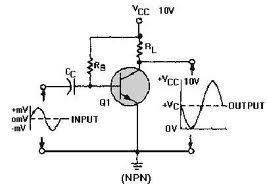 VCC 10V
RL
RB
CC
Q1
+mV
0mV
-mV
INPUT
+VCC 10V
+VC
0V
OUTPUT
(NPN)